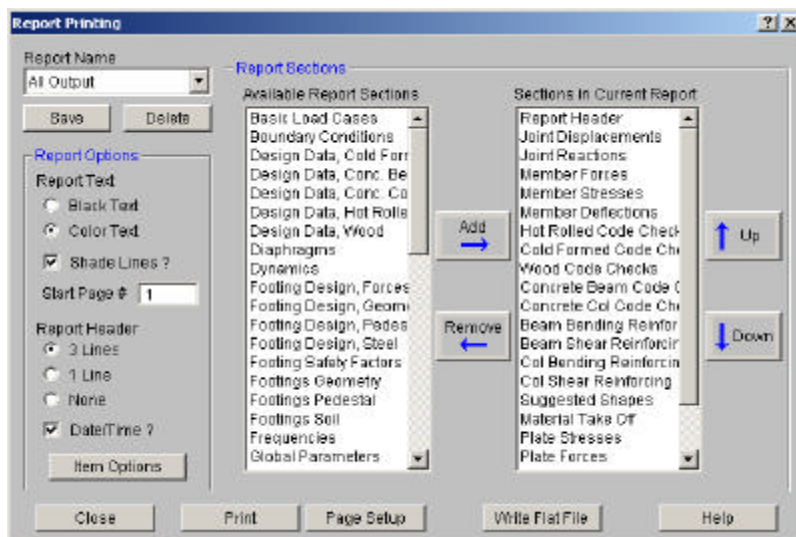 Report Printing
Report Name
All Output
Save
Delete
Report Options
Report Text
Black Text
Color Text
Shade Lines ?
Start Page # 1
Report Header
3 Lines
1 Line
None
Date/Time ?
Item Options
Report Sections
Available Report Sections
Basic Load Cases
Boundary Conditions
Design Data, Cold Forr
Design Data, Conc. Be
Design Data, Conc. Co
Design Data, Hot Rolle
Design Data, Wood
Diaphragms
Dynamics
Footing Design, Forces
Footing Design, Geom
Footing Design, Pedes
Footing Design, Steel
Footing Safety Factors
Footings Geometry
Footings Pedestal
Footings Soil
Frequencies
Global Parameters
Add
Remove
Sections in Current Report
Report Header
Joint Displacements
Joint Reactions
Member Forces
Member Stresses
Member Deflections
Hot Rolled Code Check
Cold Formed Code Che
Wood Code Checks
Concrete Beam Code C
Concrete Col Code Che
Beam Bending Reinfor
Beam Shear Reinforcin
Col Bending Reinforcin
Col Shear Reinforcing
Suggested Shapes
Material Take Off
Plate Stresses
Plate Forces
Up
Down
Close
Print
Page Setup
Write Flat File
Help